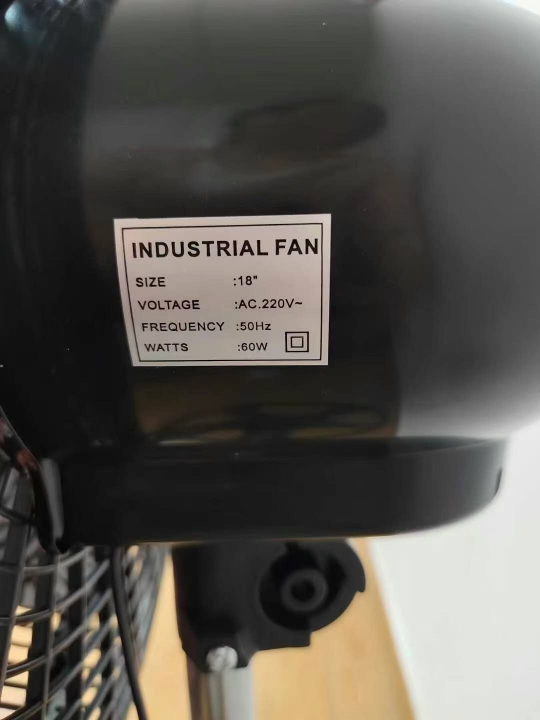 INDUSTRIAL FAN
SIZE :18"
VOLTAGE :AC.220V~
FREQUENCY :50Hz
WATTS :60W